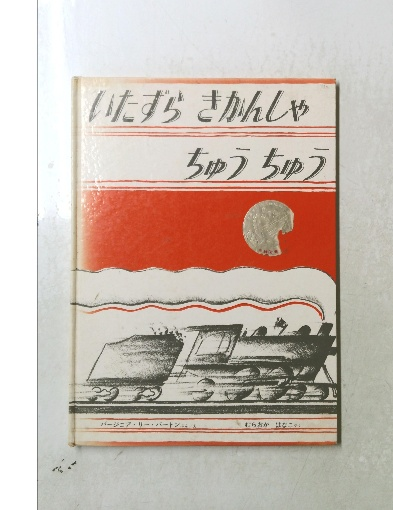 いたずら きかんしゃ
ちゅう ちゅう
バージニア・リー・バートン
むらおか はなこ